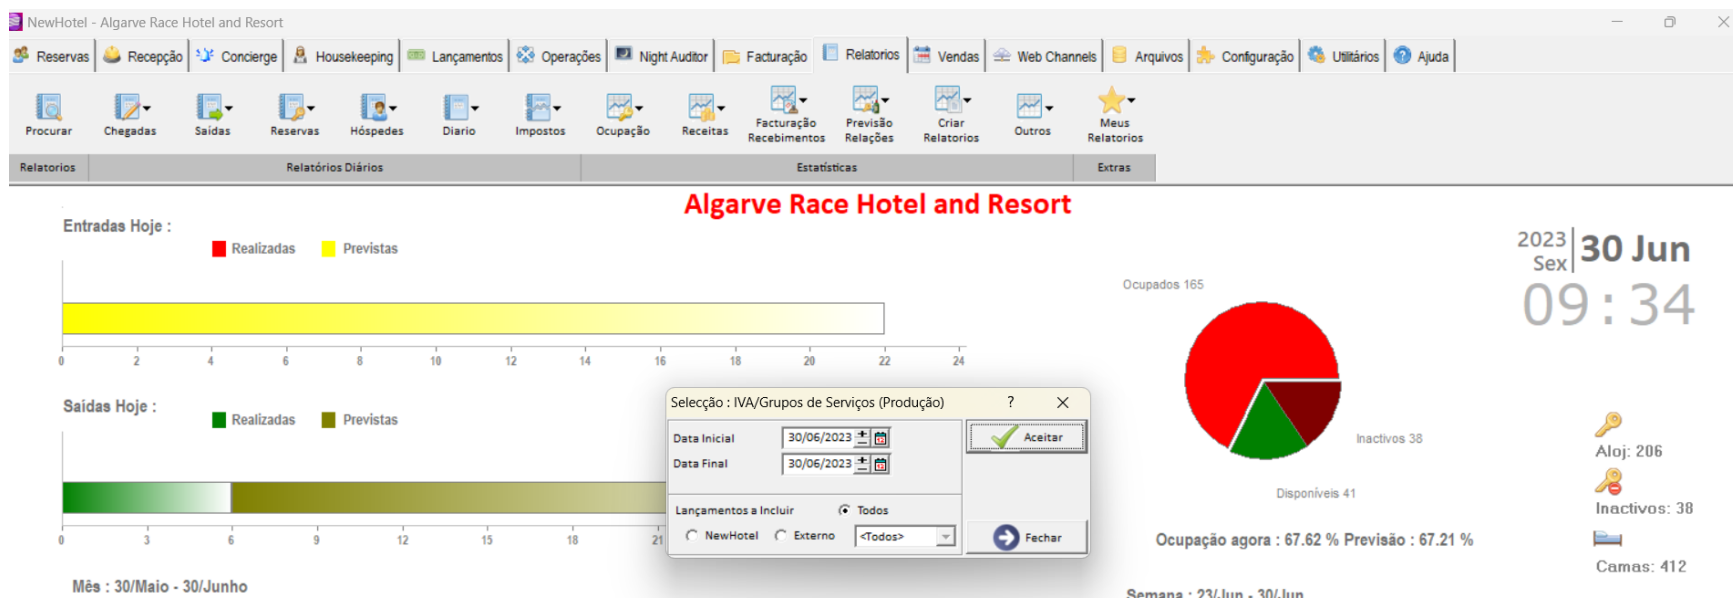 NewHotel - Algarve Race Hotel and Resort
Reservas Recepção Concierge Housekeeping Lançamentos Operações Night Auditor Facturação Relatorios Vendas Web Channels Arquivos Configuração Utilitários Ajuda
Procurar Chegadas Saídas Reservas Hóspedes Diario Impostos Ocupação Receitas Facturação Recebimentos Previsão Relações Criar Relatorios Outros Meus Relatorios
Relatorios Relatórios Diários Estatísticas Extras
Algarve Race Hotel and Resort
Entradas Hoje :
Realizadas Previstas
0 2 4 6 8 10 12 14 16 18 20 22 24
2023 Sex 30 Jun
09:34
Ocupados 165
Inactivos 38
Disponíveis 41
Saídas Hoje :
Realizadas Previstas
0 3 6 9 12 15 18 21
Selecção : IVA/Grupos de Serviços (Produção) ?
Data Inicial 30/06/2023 Aceitar
Data Final 30/06/2023
Lançamentos a Incluir Todos
NewHotel Externo <Todos> Fechar
Aloj: 206
Inactivos: 38
Camas: 412
Ocupação agora : 67.62 % Previsão : 67.21 %
Mês : 30/Maio - 30/Junho
Semana : 23/Jun - 30/Jun